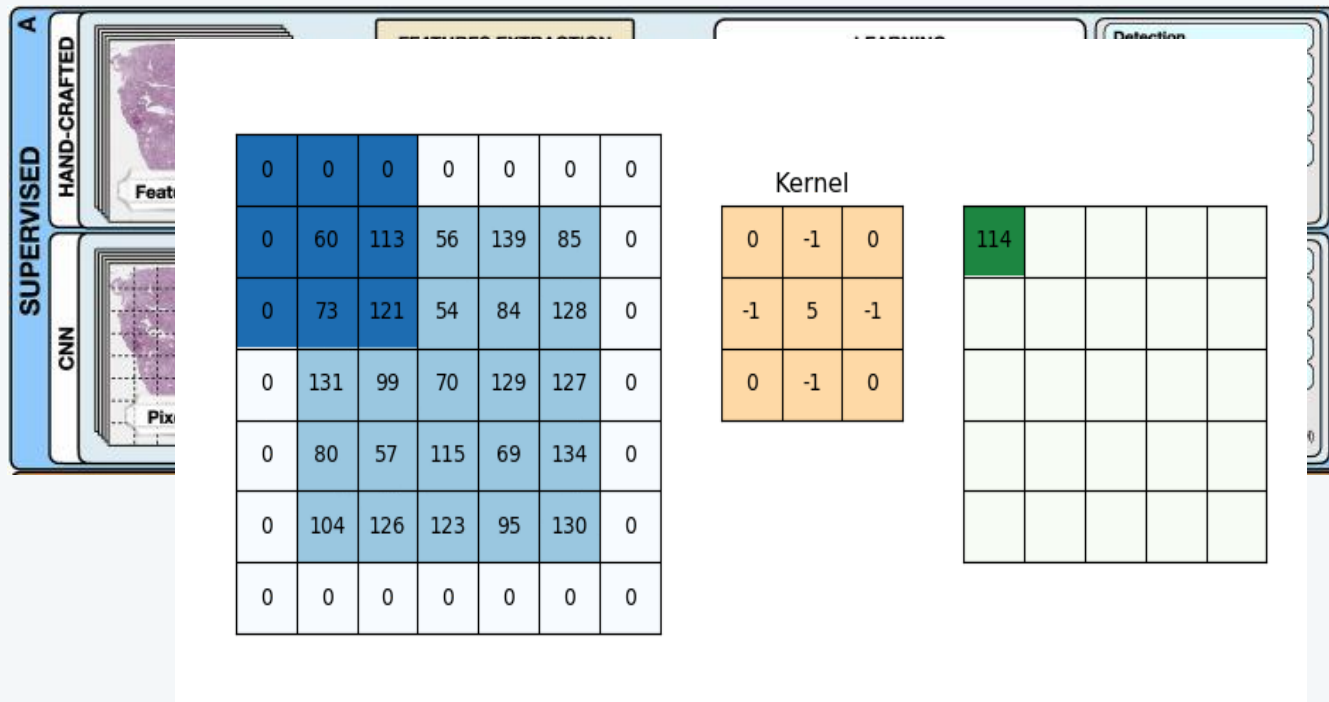 A
SUPERVISED
HAND-CRAFTED
CNN
FEATURES EXTRACTION
LEARNING
Detection
0 0 0 0 0 0 0
0 60 113 56 139 85 0
0 73 121 54 84 128 0
0 131 99 70 129 127 0
0 80 57 115 69 134 0
0 104 126 123 95 130 0
0 0 0 0 0 0 0
Kernel
0 -1 0
-1 5 -1
0 -1 0
114